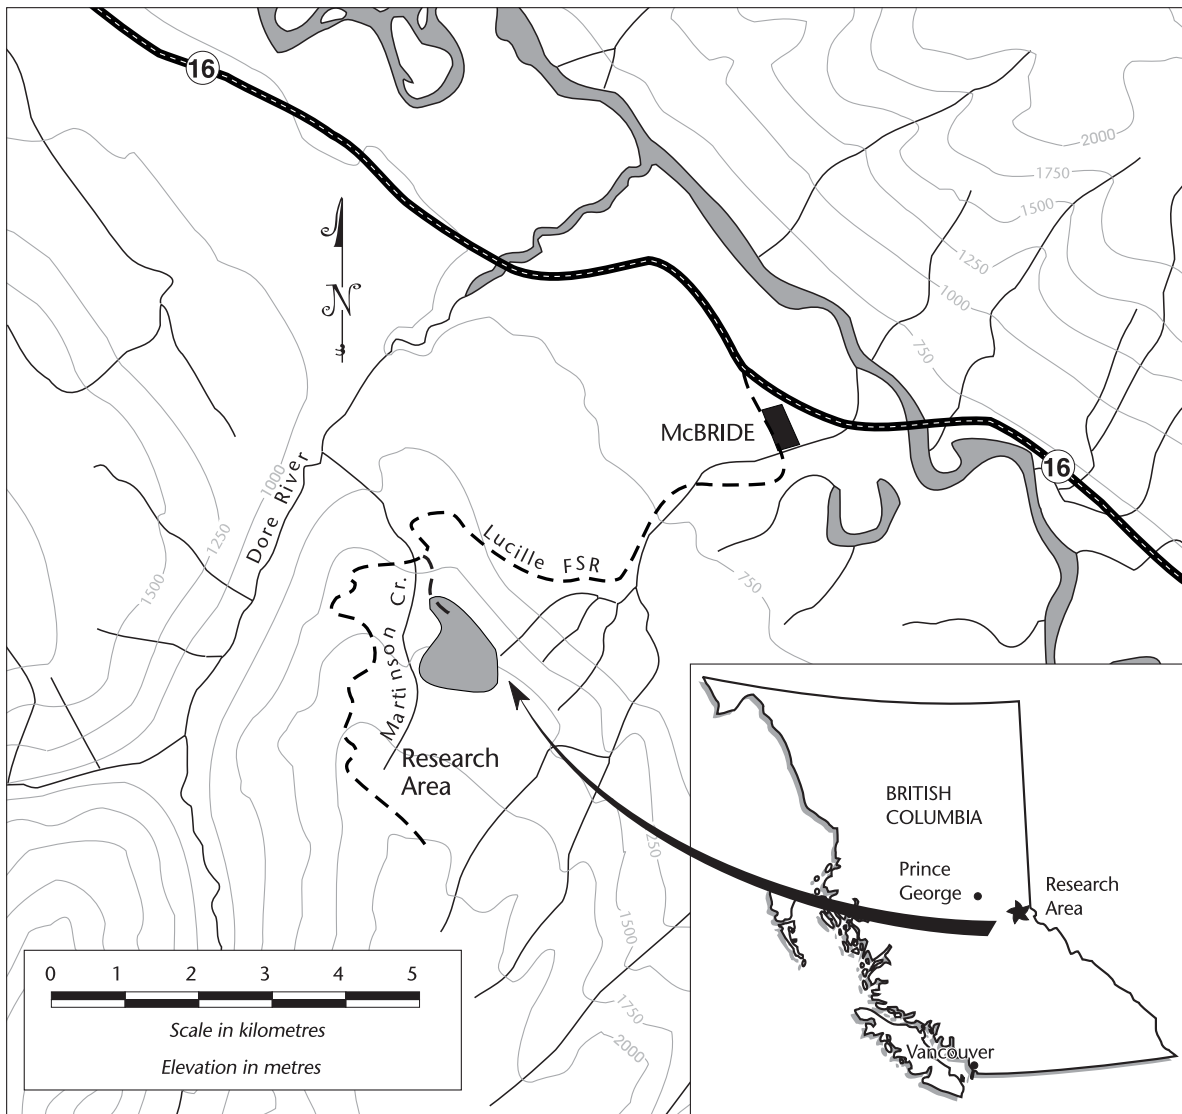 16
2000
1750
1500
1250
1000
750
N
McBRIDE
16
Dore River
1000
1250
1500
Lucille FSR
750
Martinson Cr.
Research
Area
250
1500
1750
2000
BRITISH
COLUMBIA
Prince
George
Research
Area
Vancouver
0 1 2 3 4 5
Scale in kilometres
Elevation in metres